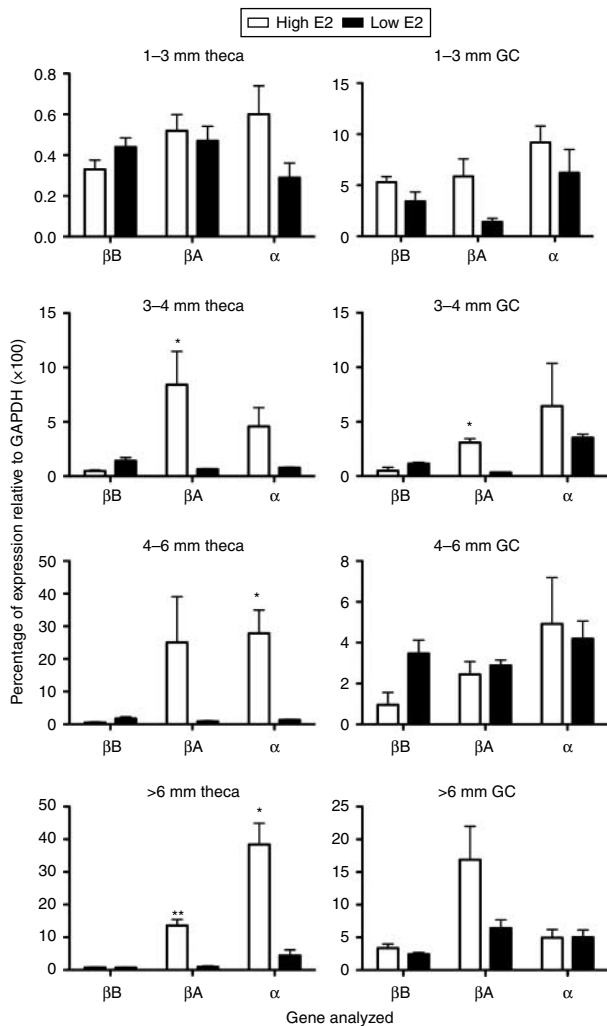 High E2 Low E2
1–3 mm theca
0.8
0.6
0.4
0.2
0.0
βB βA α
1–3 mm GC
15
10
5
0
βB βA α
3–4 mm theca
15
10
5
0
*
βB βA α
3–4 mm GC
15
10
5
0
*
βB βA α
4–6 mm theca
50
40
30
20
10
0
*
βB βA α
4–6 mm GC
8
6
4
2
0
βB βA α
>6 mm theca
50
40
30
20
10
0
**
*
βB βA α
>6 mm GC
25
20
15
10
5
0
βB βA α
Percentage of expression relative to GAPDH (×100)
Gene analyzed